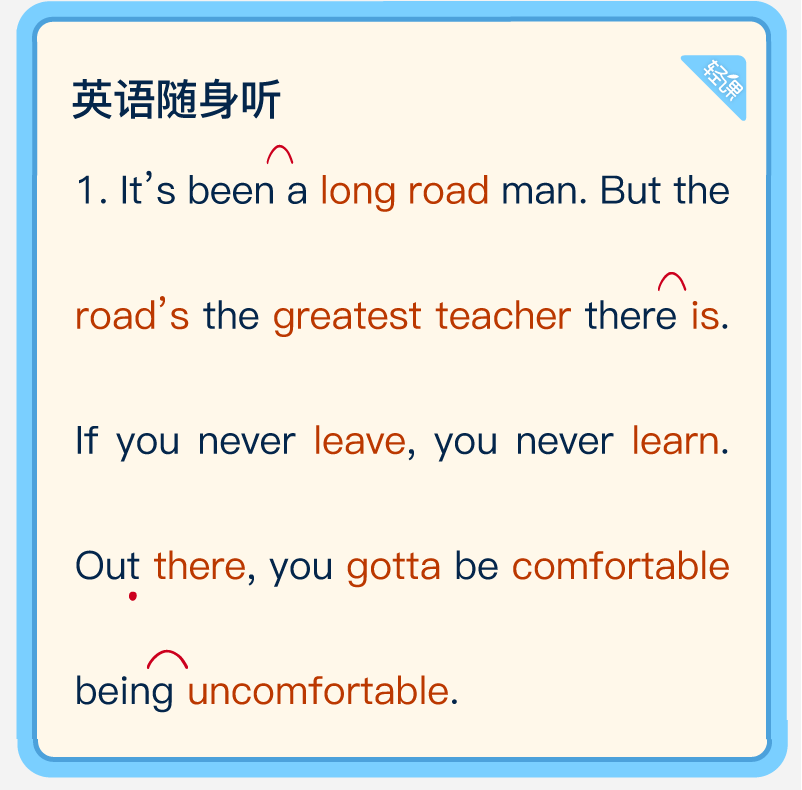 轻课
英语随身听
1. It’s been a long road man. But the
road’s the greatest teacher there is.
If you never leave, you never learn.
Out there, you gotta be comfortable
being uncomfortable.